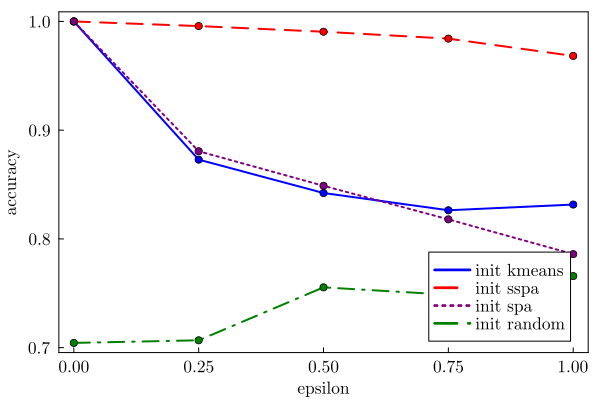 1.0
0.9
0.8
0.7
accuracy
0.00
0.25
0.50
0.75
1.00
epsilon
init kmeans
init sspa
init spa
init random